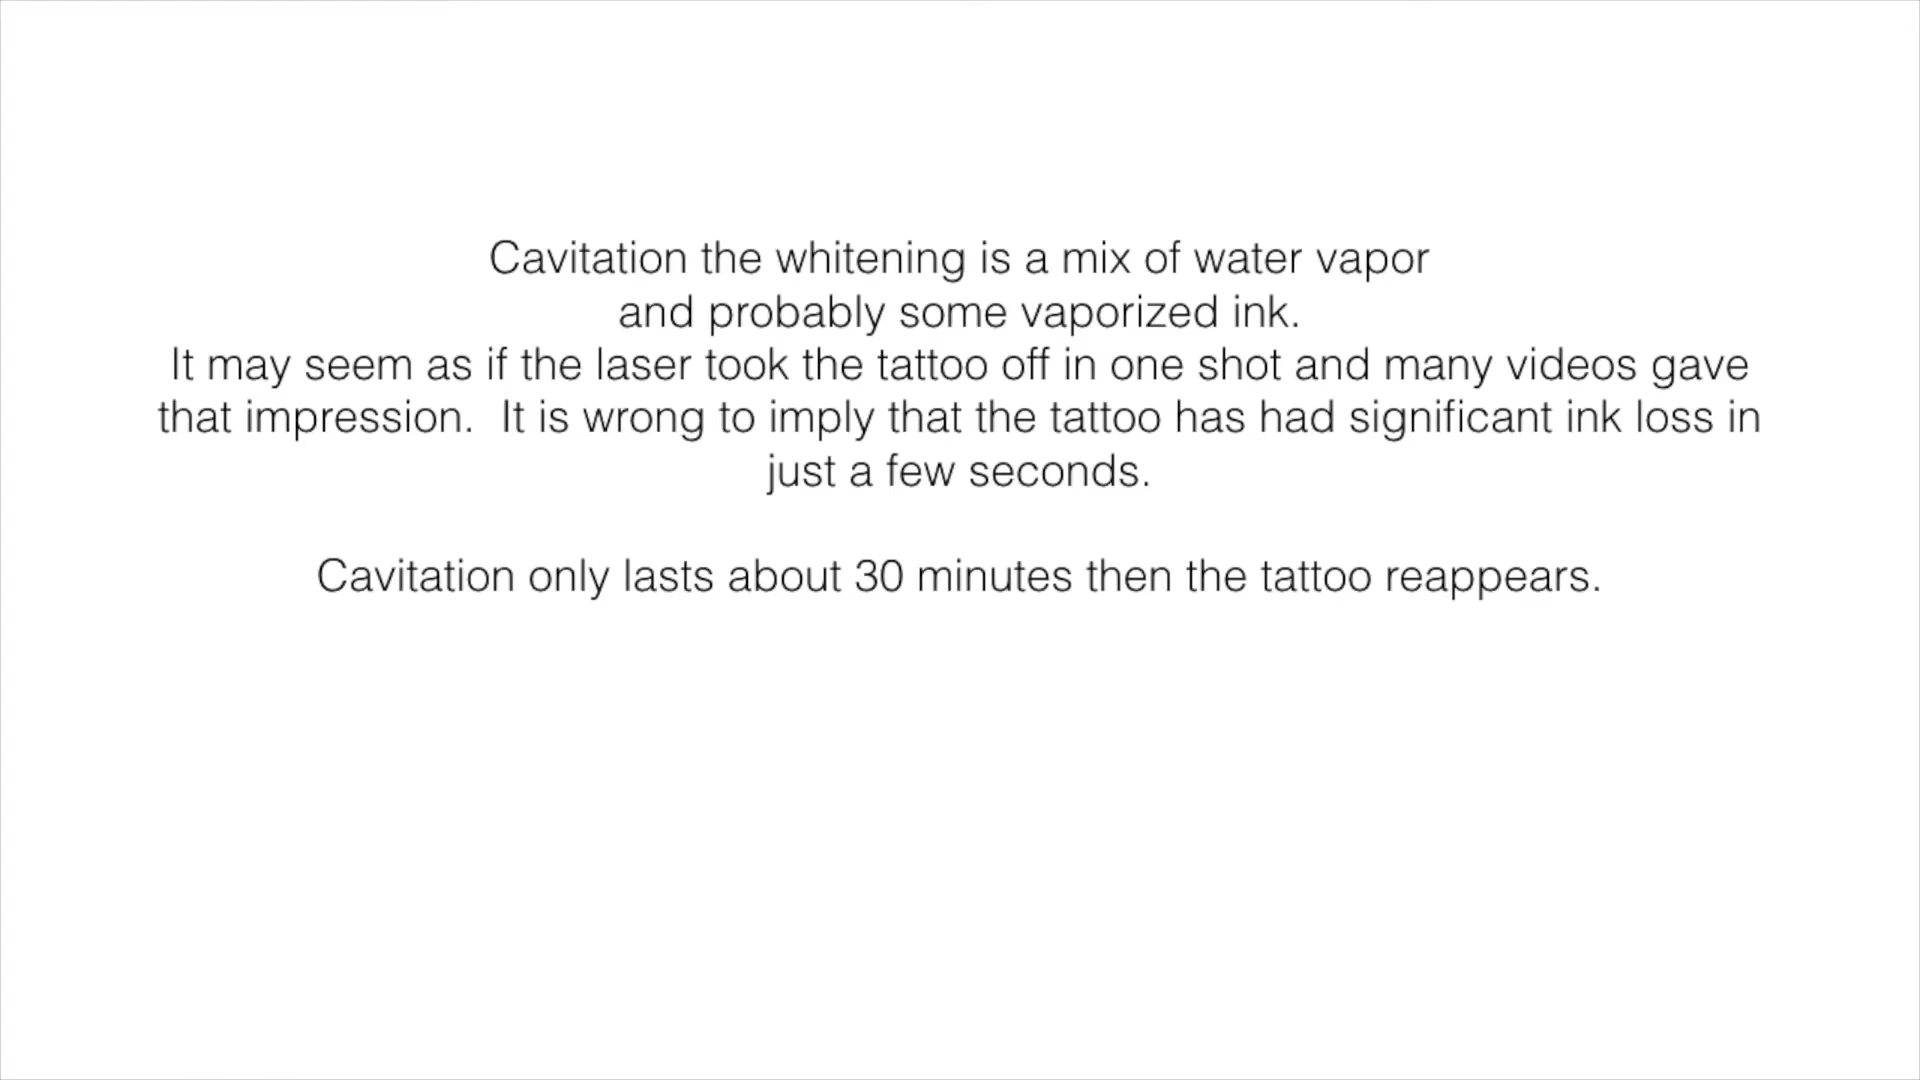 Cavitation the whitening is a mix of water vapor
and probably some vaporized ink.
It may seem as if the laser took the tattoo off in one shot and many videos gave
that impression.  It is wrong to imply that the tattoo has had significant ink loss in
just a few seconds.
Cavitation only lasts about 30 minutes then the tattoo reappears.